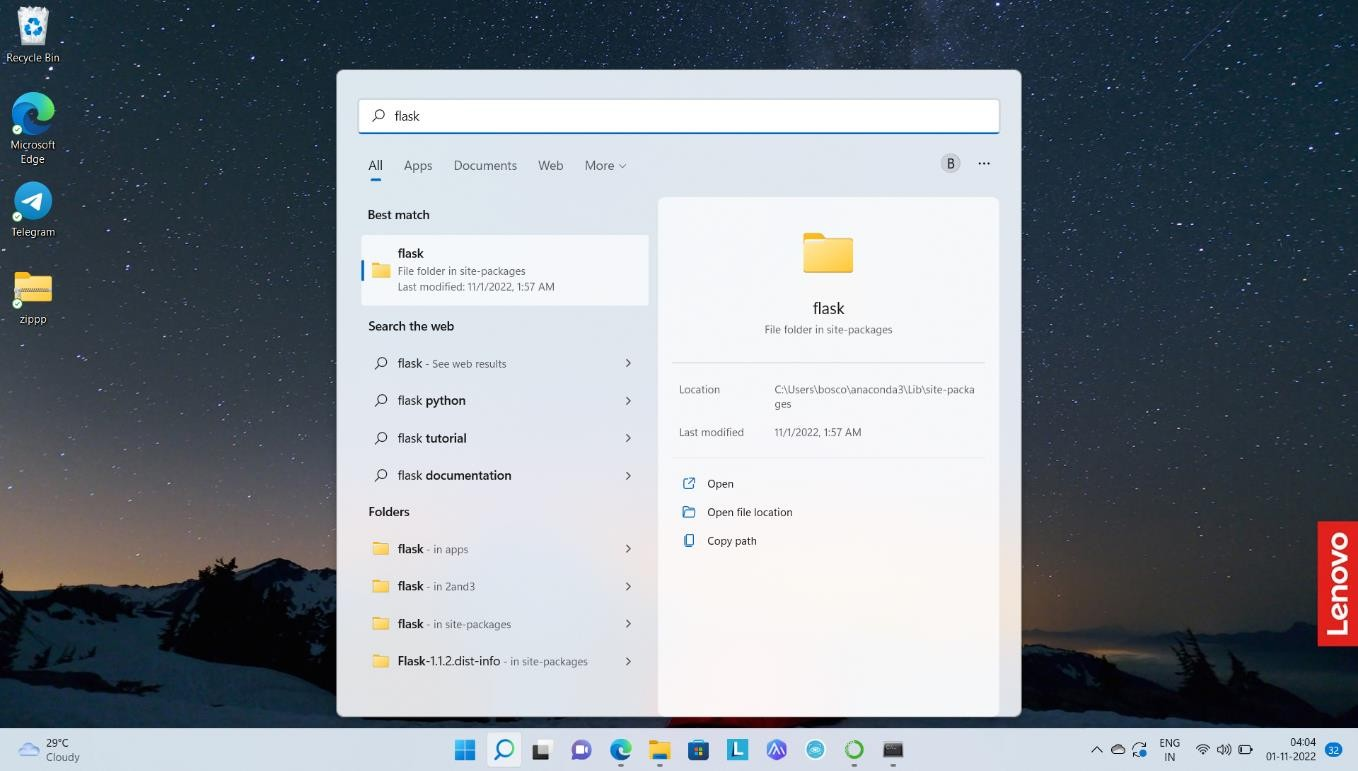 Recycle Bin
Microsoft
Edge
Telegram
zippp
flask
All Apps Documents Web More
B
Best match
flask
File folder in site-packages
Last modified: 11/1/2022, 1:57 AM
Search the web
flask - See web results
flask python
flask tutorial
flask documentation
Folders
flask - in apps
flask - in 2and3
flask - in site-packages
Flask-1.1.2.dist-info - in site-packages
flask
File folder in site-packages
Location C:\Users\bosco\anaconda3\Lib\site-packa
ges
Last modified 11/1/2022, 1:57 AM
Open
Open file location
Copy path
Lenovo
29°C
Cloudy
L
ENG
IN
04:04
01-11-2022
32